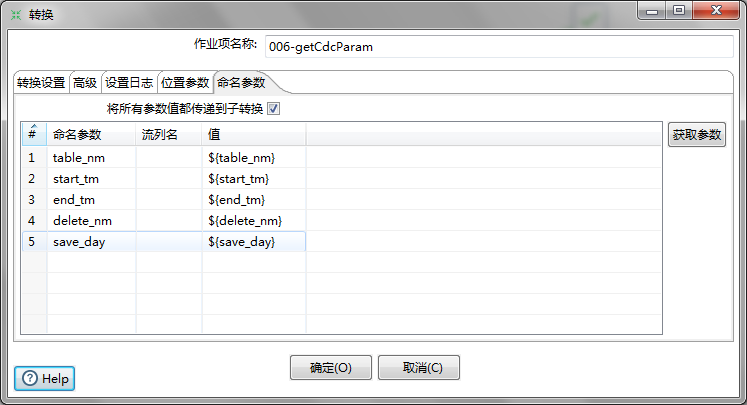 转换
作业项名称: 006-getCdcParam
转换设置 高级 设置日志 位置参数 命名参数
将所有参数值都传递到子转换
# 命名参数 流列名 值
获取参数
1 table_nm ${table_nm}
2 start_tm ${start_tm}
3 end_tm ${end_tm}
4 delete_nm ${delete_nm}
5 save_day ${save_day}
确定(O) 取消(C)
? Help